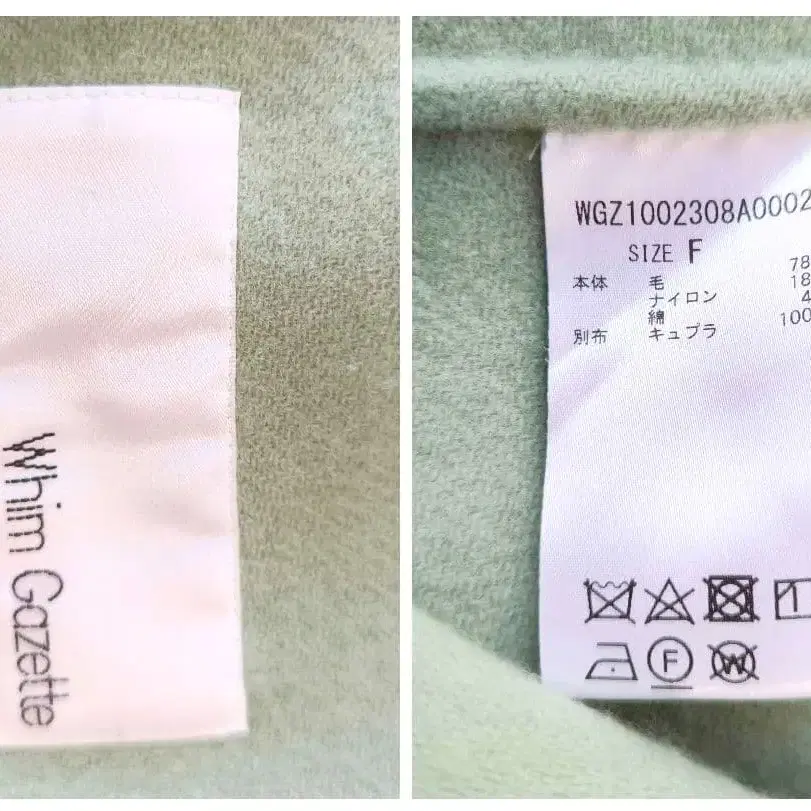 Whim Gazette
WGZ1002308A0002
SIZE F
本体 毛 78
ナイロン 18
綿 4
別布 キュプラ 100
F
W